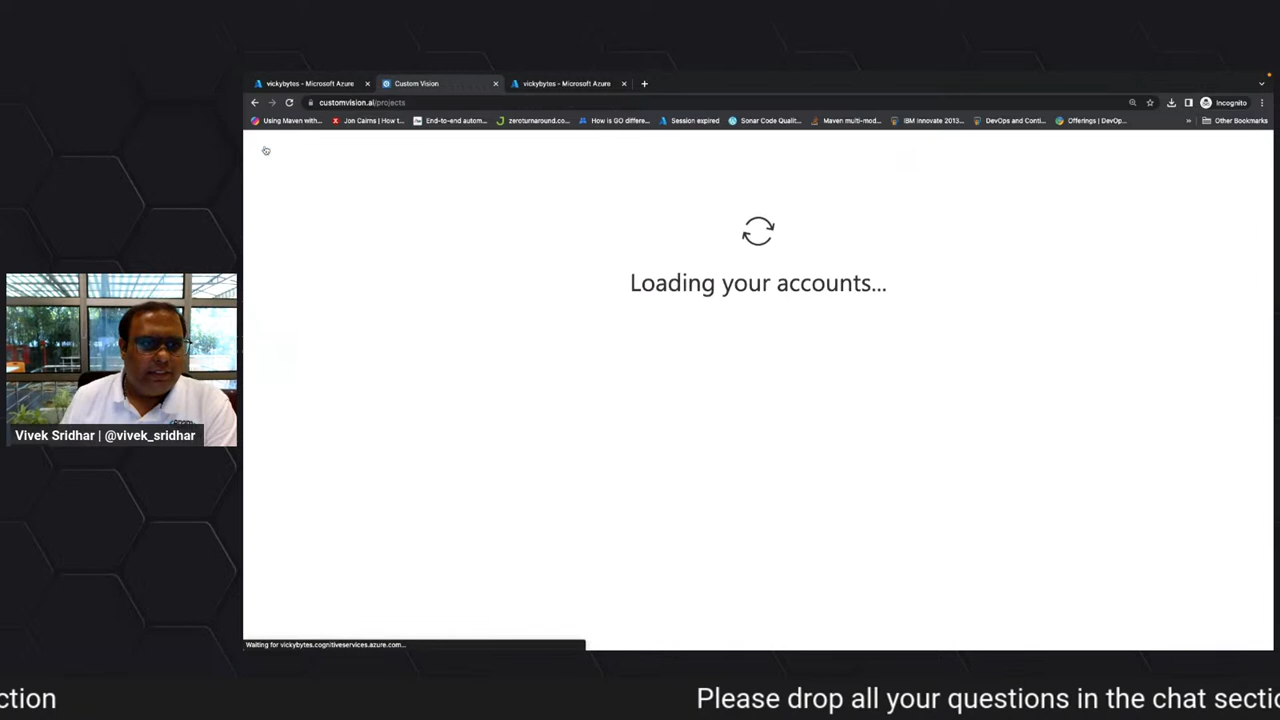 vickybytes - Microsoft Azure
Custom Vision
vickybytes - Microsoft Azure
customvision.ai/projects
Incognito
Using Maven with...
Jon Cairns | How t...
End-to-end autom...
zeroturnaround.co...
How is GO differe...
Session expired
Sonar Code Qualit...
Maven multi-mod...
IBM Innovate 2013...
DevOps and Conti...
Offerings | DevOp...
»
Other Bookmarks
Loading your accounts...
Vivek Sridhar | @vivek_sridhar
Waiting for vickybytes.cognitiveservices.azure.com...
ction
Please drop all your questions in the chat sectio